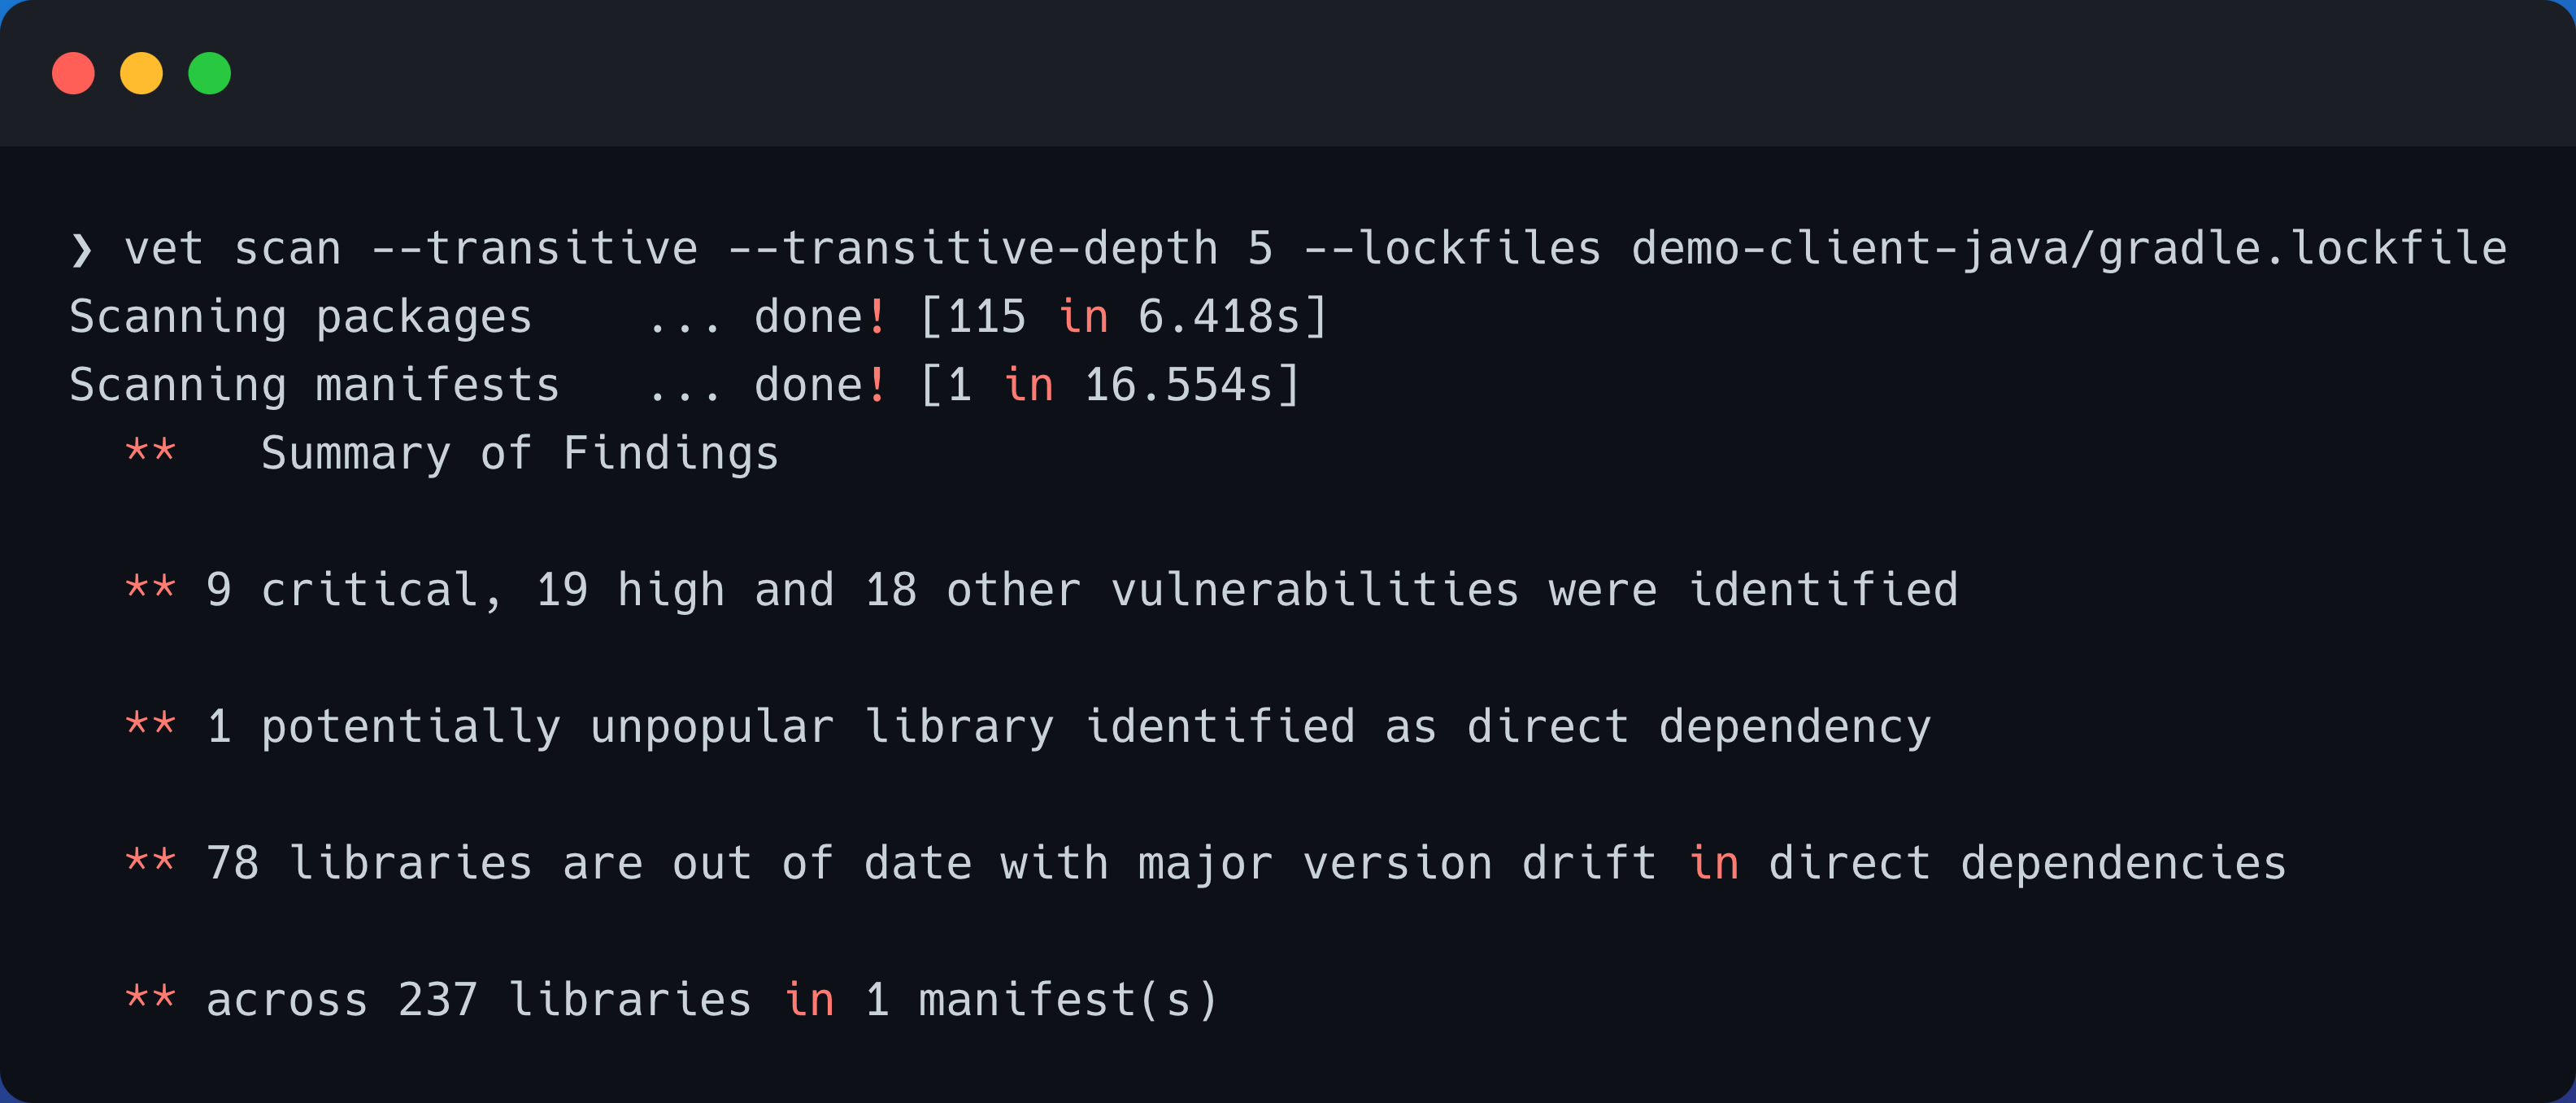 ❯ vet scan --transitive --transitive-depth 5 --lockfiles demo-client-java/gradle.lockfile
Scanning packages    ... done! [115 in 6.418s]
Scanning manifests   ... done! [1 in 16.554s]
  **   Summary of Findings
  ** 9 critical, 19 high and 18 other vulnerabilities were identified
  ** 1 potentially unpopular library identified as direct dependency
  ** 78 libraries are out of date with major version drift in direct dependencies
  ** across 237 libraries in 1 manifest(s)